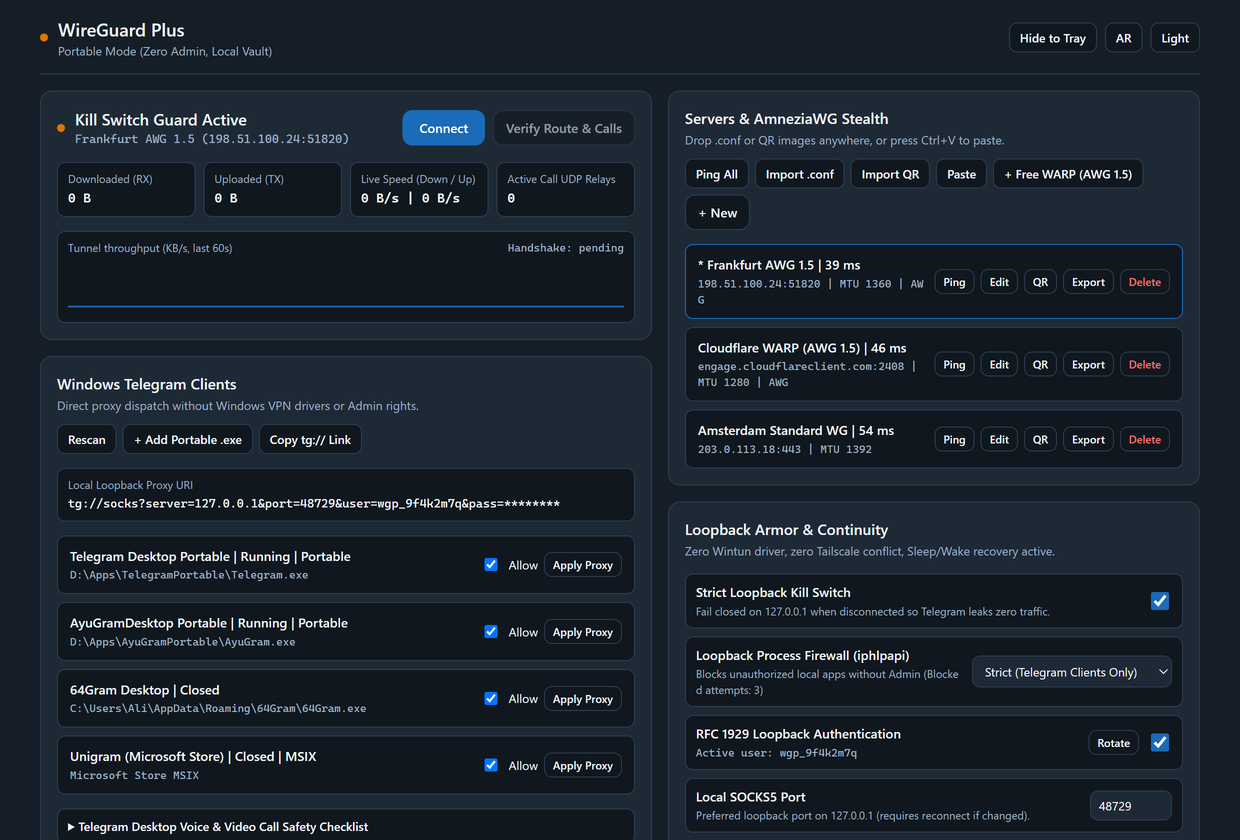 WireGuard Plus
Portable Mode (Zero Admin, Local Vault)
Hide to Tray
AR
Light
Kill Switch Guard Active
Frankfurt AWG 1.5 (198.51.100.24:51820)
Connect
Verify Route & Calls
Downloaded (RX)
0 B
Uploaded (TX)
0 B
Live Speed (Down / Up)
0 B/s | 0 B/s
Active Call UDP Relays
0
Tunnel throughput (KB/s, last 60s)
Handshake: pending
Windows Telegram Clients
Direct proxy dispatch without Windows VPN drivers or Admin rights.
Rescan
+ Add Portable .exe
Copy tg:// Link
Local Loopback Proxy URI
tg://socks?server=127.0.0.1&port=48729&user=wgp_9f4k2m7q&pass=********
Telegram Desktop Portable | Running | Portable
D:\Apps\TelegramPortable\Telegram.exe
Allow
Apply Proxy
AyuGramDesktop Portable | Running | Portable
D:\Apps\AyuGramPortable\AyuGram.exe
Allow
Apply Proxy
64Gram Desktop | Closed
C:\Users\Ali\AppData\Roaming\64Gram\64Gram.exe
Allow
Apply Proxy
Unigram (Microsoft Store) | Closed | MSIX
Microsoft Store MSIX
Allow
Apply Proxy
▶ Telegram Desktop Voice & Video Call Safety Checklist
Servers & AmneziaWG Stealth
Drop .conf or QR images anywhere, or press Ctrl+V to paste.
Ping All
Import .conf
Import QR
Paste
+ Free WARP (AWG 1.5)
+ New
* Frankfurt AWG 1.5 | 39 ms
198.51.100.24:51820 | MTU 1360 | AW
G
Ping
Edit
QR
Export
Delete
Cloudflare WARP (AWG 1.5) | 46 ms
engage.cloudflareclient.com:2408 |
MTU 1280 | AWG
Ping
Edit
QR
Export
Delete
Amsterdam Standard WG | 54 ms
203.0.113.18:443 | MTU 1392
Ping
Edit
QR
Export
Delete
Loopback Armor & Continuity
Zero Wintun driver, zero Tailscale conflict, Sleep/Wake recovery active.
Strict Loopback Kill Switch
Fail closed on 127.0.0.1 when disconnected so Telegram leaks zero traffic.
Loopback Process Firewall (iphlpapi)
Blocks unauthorized local apps without Admin (Blocke
d attempts: 3)
Strict (Telegram Clients Only)
RFC 1929 Loopback Authentication
Active user: wgp_9f4k2m7q
Rotate
Local SOCKS5 Port
Preferred loopback port on 127.0.0.1 (requires reconnect if changed).
48729